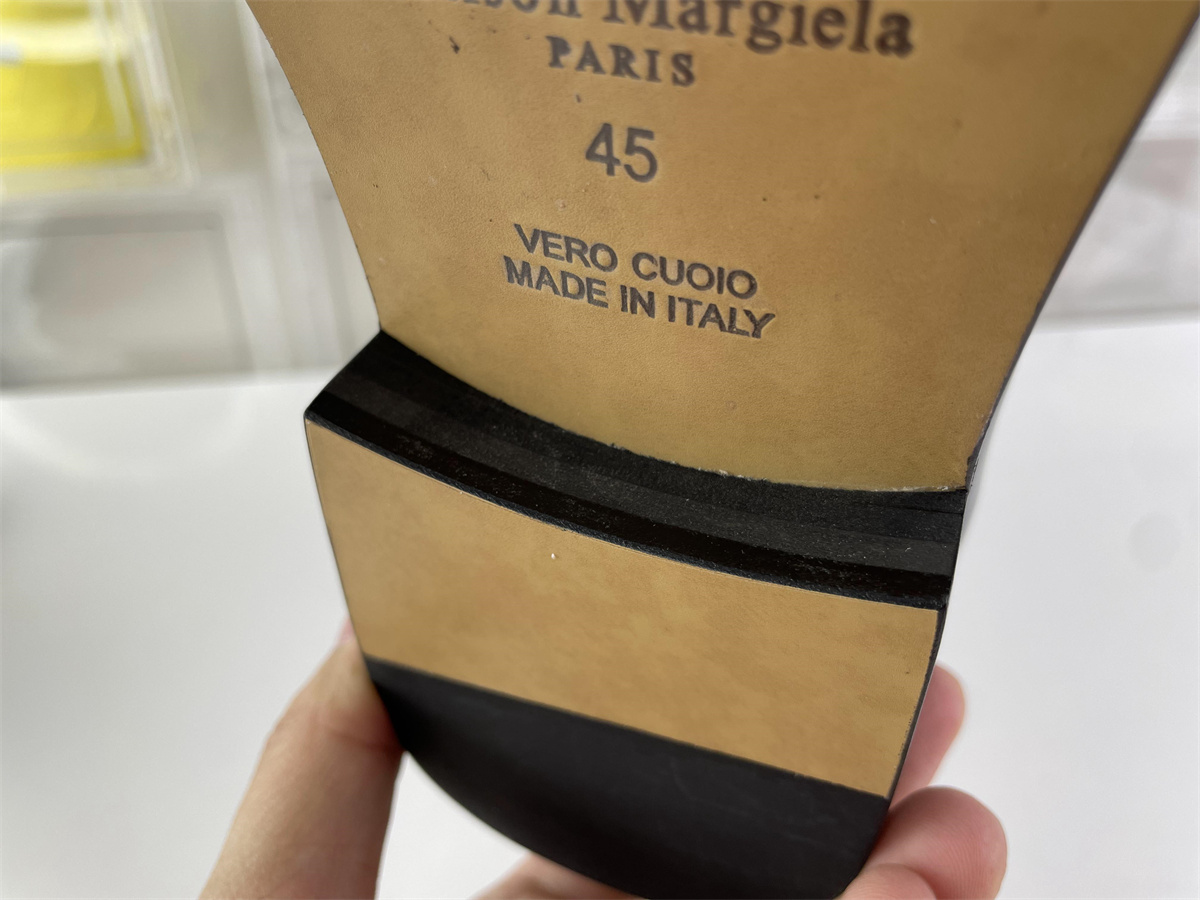 Margiela
PARIS
45
VERO CUOIO
MADE IN ITALY